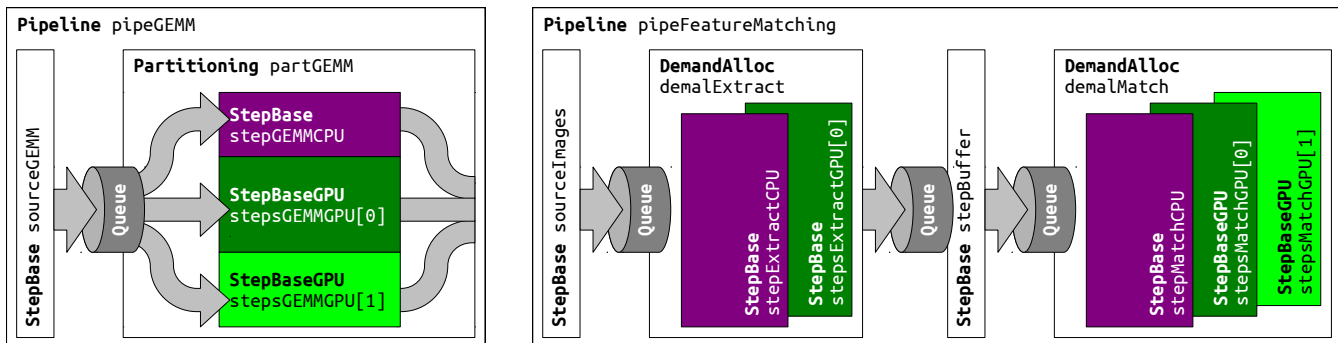 Pipeline pipeGEMM
StepBase sourceGEMM
Queue
Partitioning partGEMM
StepBase
stepGEMMCPU
StepBaseGPU
stepsGEMMGPU[0]
StepBaseGPU
stepsGEMMGPU[1]
Pipeline pipeFeatureMatching
StepBase sourceImages
Queue
DemandAlloc
demalExtract
StepBase
stepExtractCPU
StepBase
stepsExtractGPU[0]
Queue
StepBase stepBuffer
Queue
DemandAlloc
demalMatch
StepBase
stepMatchCPU
StepBaseGPU
stepsMatchGPU[0]
StepBaseGPU
stepsMatchGPU[1]